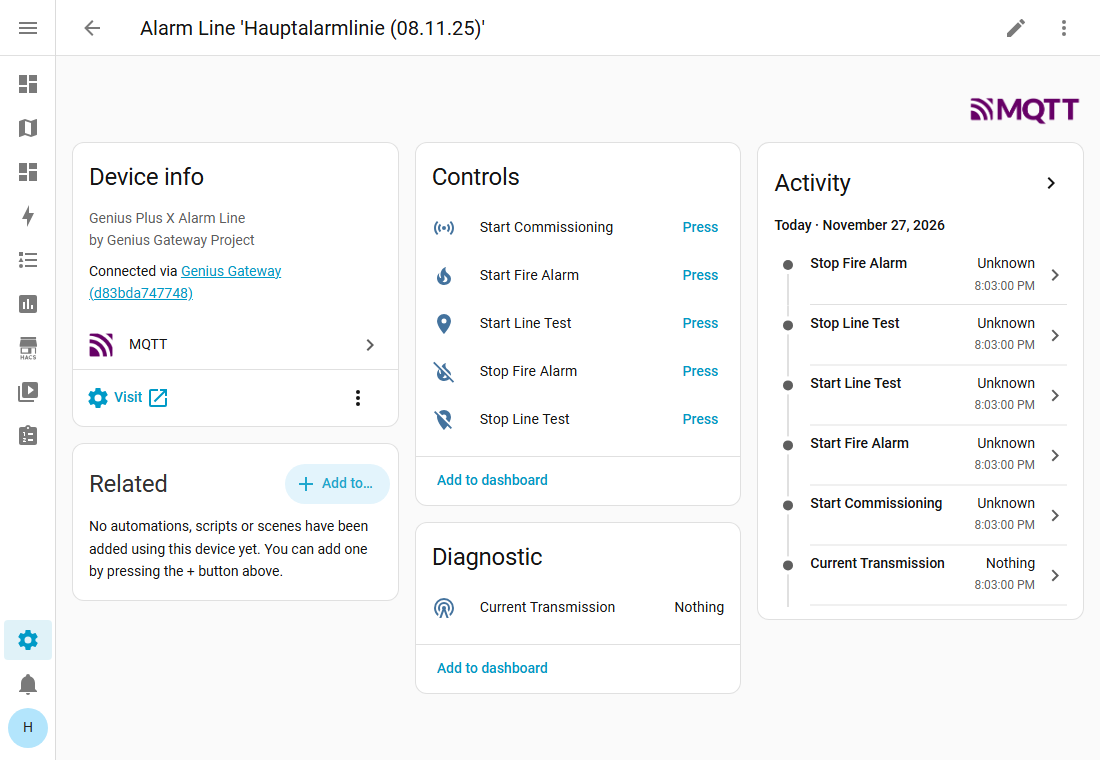 Alarm Line 'Hauptalarmlinie (08.11.25)'
MQTT
Device info
Genius Plus X Alarm Line
by Genius Gateway Project
Connected via Genius Gateway
(d83bda747748)
MQTT
Visit
Related
Add to...
No automations, scripts or scenes have been
added using this device yet. You can add one
by pressing the + button above.
Controls
Start Commissioning Press
Start Fire Alarm Press
Start Line Test Press
Stop Fire Alarm Press
Stop Line Test Press
Add to dashboard
Diagnostic
Current Transmission Nothing
Add to dashboard
Activity
Today · November 27, 2026
Stop Fire Alarm Unknown
8:03:00 PM
Stop Line Test Unknown
8:03:00 PM
Start Line Test Unknown
8:03:00 PM
Start Fire Alarm Unknown
8:03:00 PM
Start Commissioning Unknown
8:03:00 PM
Current Transmission Nothing
8:03:00 PM
HACS
H